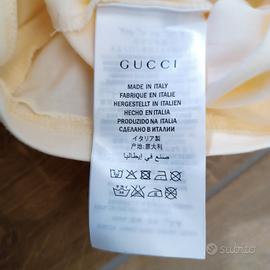 GUCCI
MADE IN ITALY
FABRIQUE EN ITALIE
HERGESTELLT IN ITALIEN
HECHO EN ITALIA
PRODUZIDO NA ITALIA
СДЕЛАНО В ИТАЛИИ
イタリア製
产地: 意大利
صنع في إيطاليا
subito